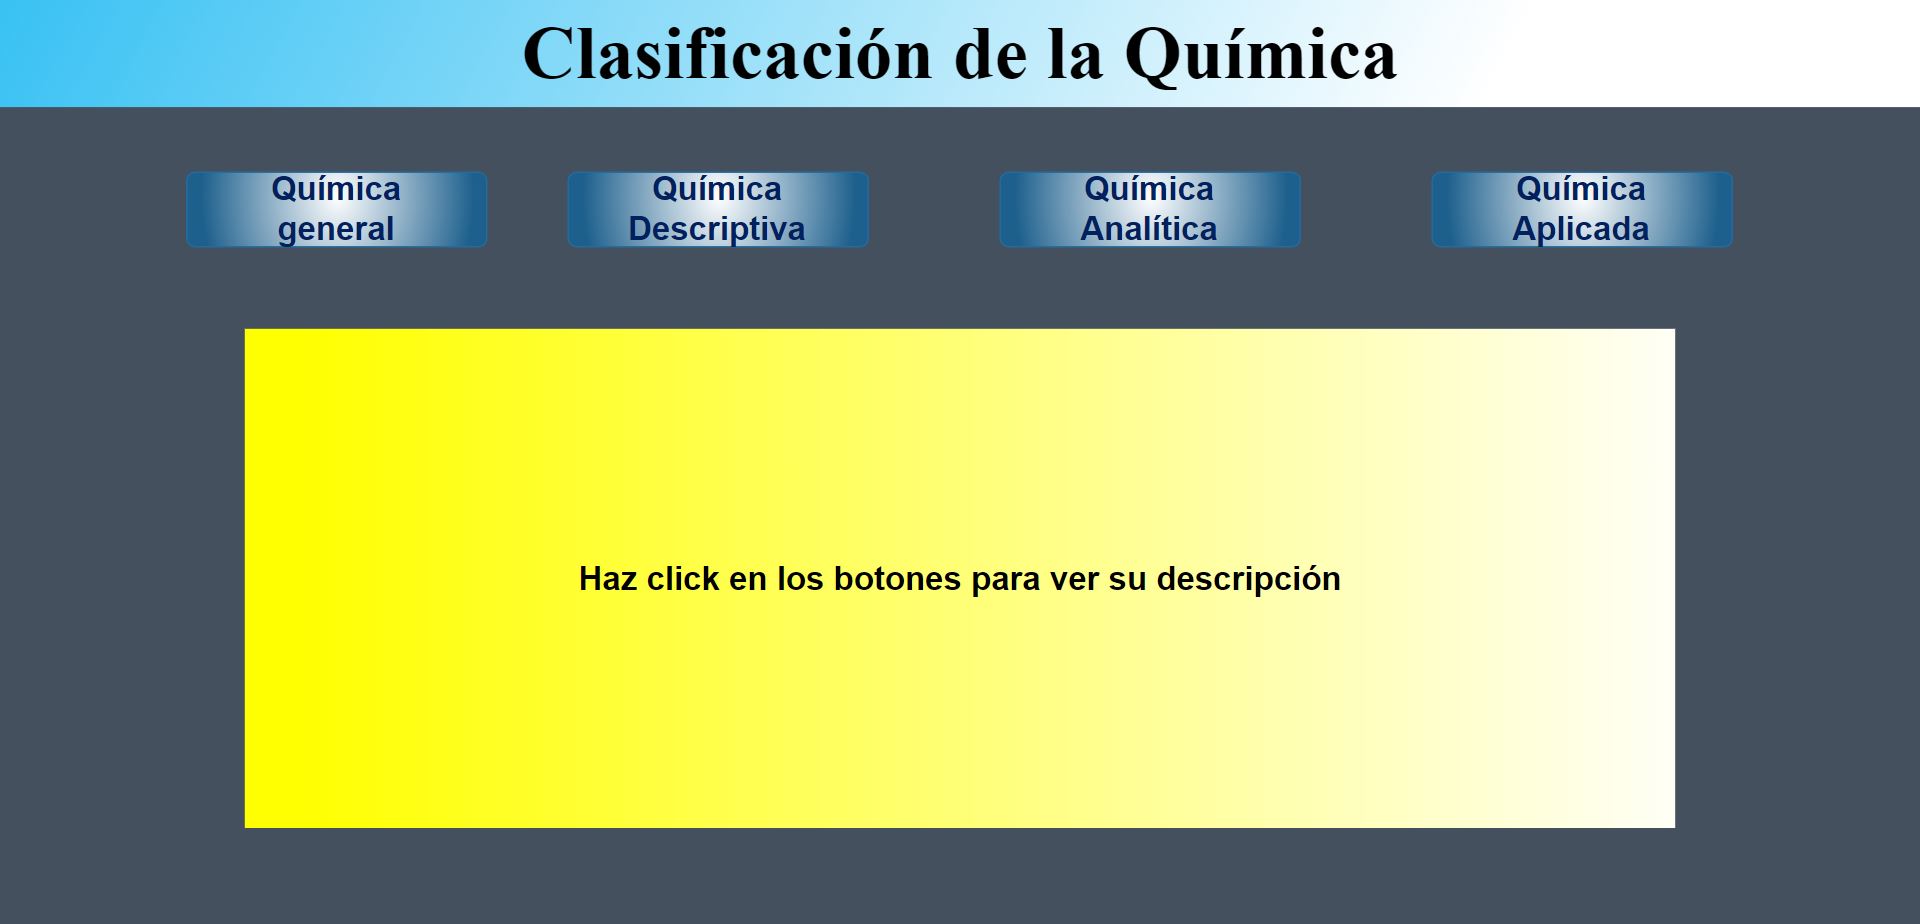 Clasificación de la Química
Química
general
Química
Descriptiva
Química
Analítica
Química
Aplicada
Haz click en los botones para ver su descripción